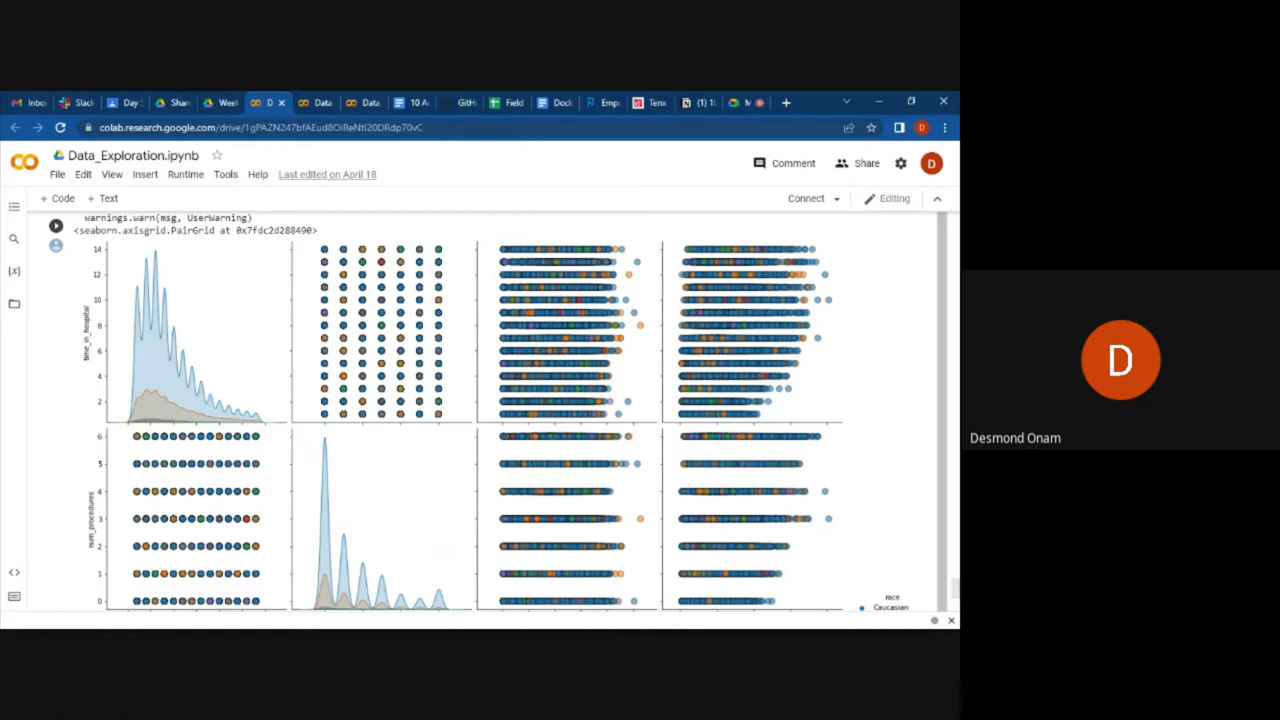 Inbo Slack Day Shar Week D Data Data 10 A GitH Field Dock Emp Tenx (1) 1
colab.research.google.com/drive/1gPAZN247bfAEud8OiReNtI20DRdp70vC
Data_Exploration.ipynb
Comment Share D
File Edit View Insert Runtime Tools Help Last edited on April 18
+ Code + Text Connect Editing
warnings.warn(msg, UserWarning)
<seaborn.axisgrid.PairGrid at 0x7fdc2d288490>
14
12
10
8
6
4
2
time_in_hospital
6
5
4
3
2
1
0
num_procedures
race
Caucasian
D
Desmond Onam